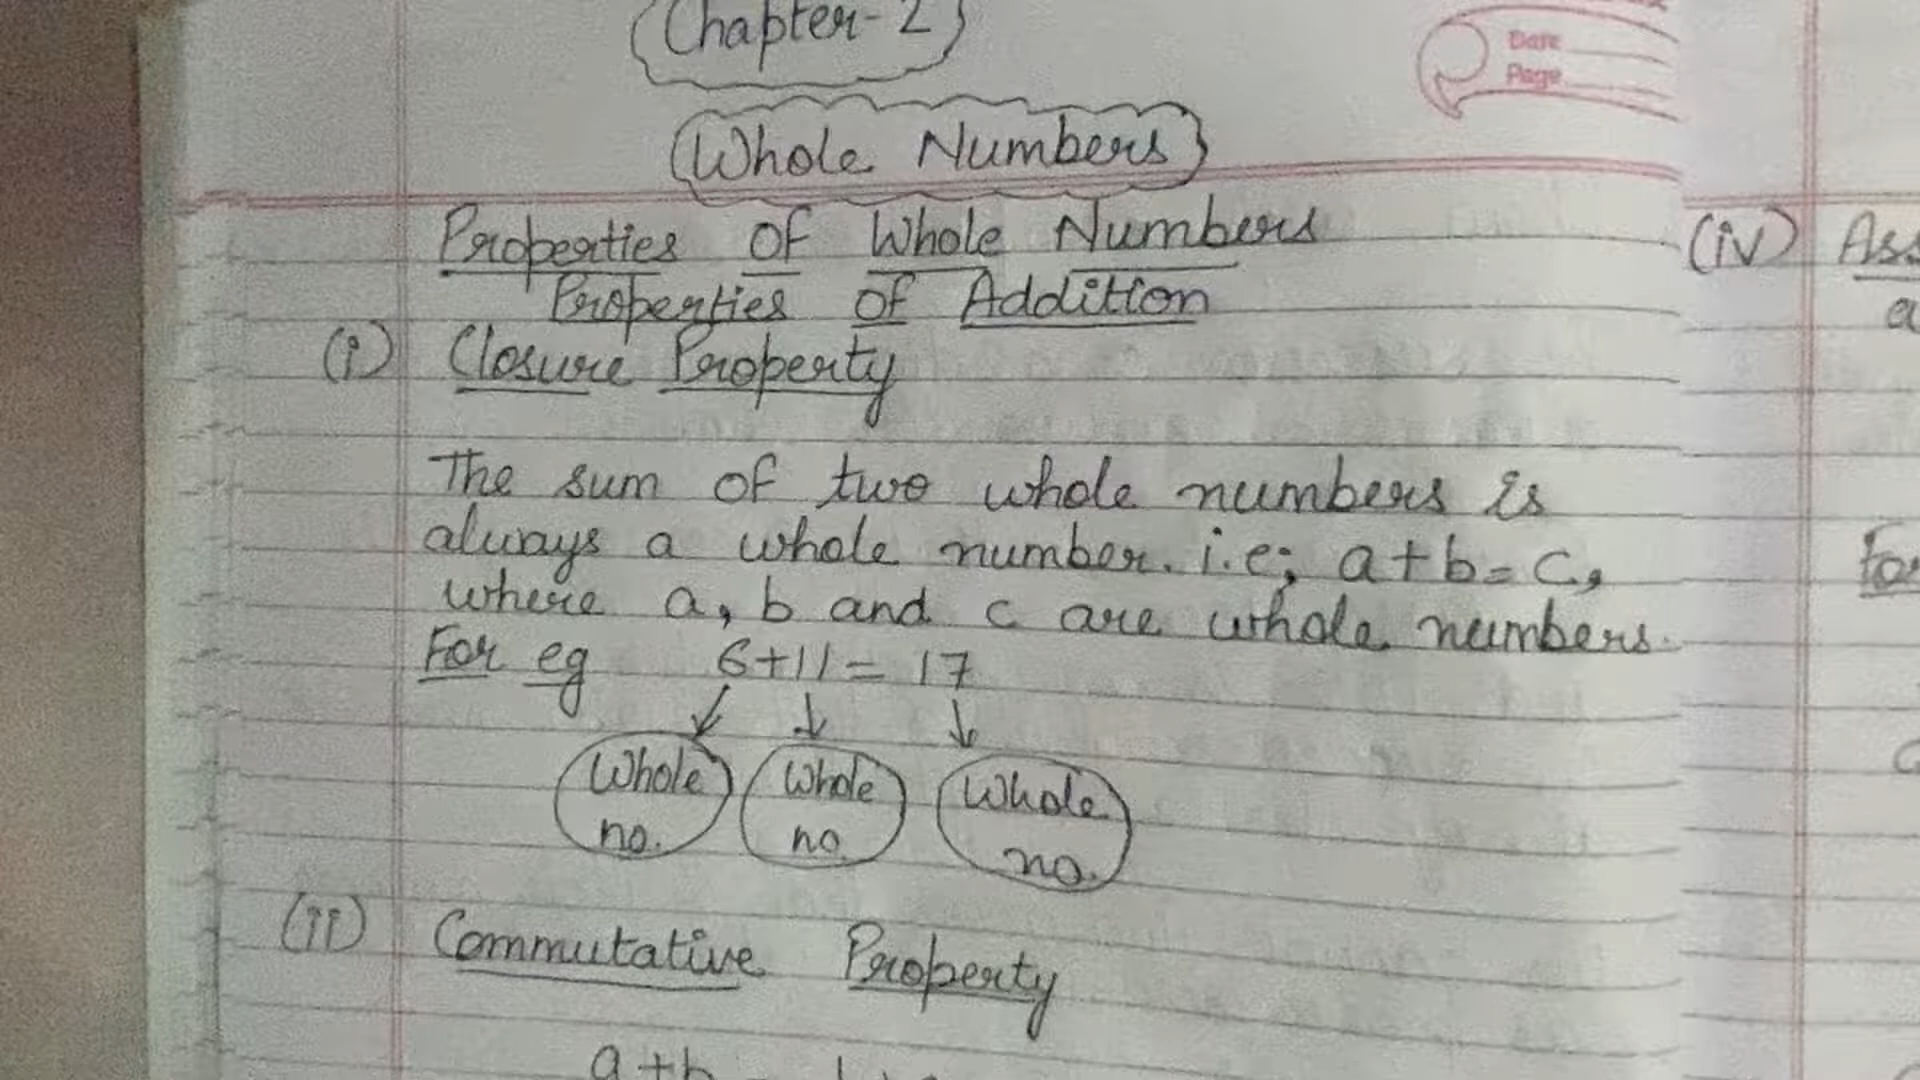 Chapter-2
Date
Page
Whole Numbers
Properties of Whole Numbers
Properties of Addition
(i) Closure Property
The sum of two whole numbers is
always a whole number. i.e; a+b=c,
where a, b and c are whole numbers.
For eg 6+11= 17
Whole no. Whole no Whole no.
(ii) Commutative Property
a+b
(iv)
a